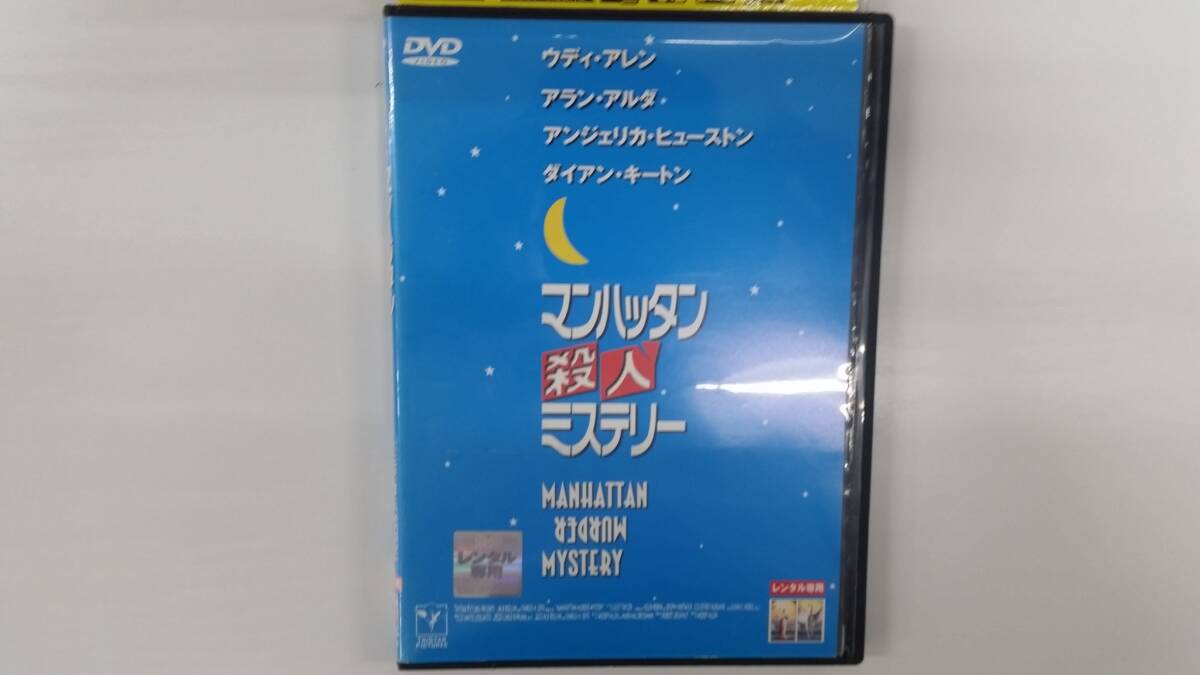 DVD
VIDEO
ウディ・アレン
アラン・アルダ
アンジェリカ・ヒューストン
ダイアン・キートン
マンハッタン
殺人
ミステリー
MANHATTAN
MURDER
MYSTERY
レンタル
専用
レンタル専用
TRISTAR
PICTURES